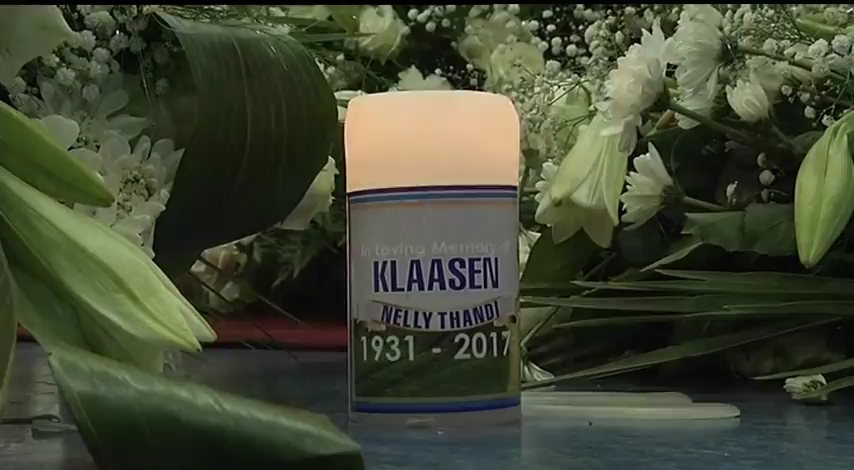 In Loving Memory of
KLAASEN
NELLY THANDI
1931 - 2017